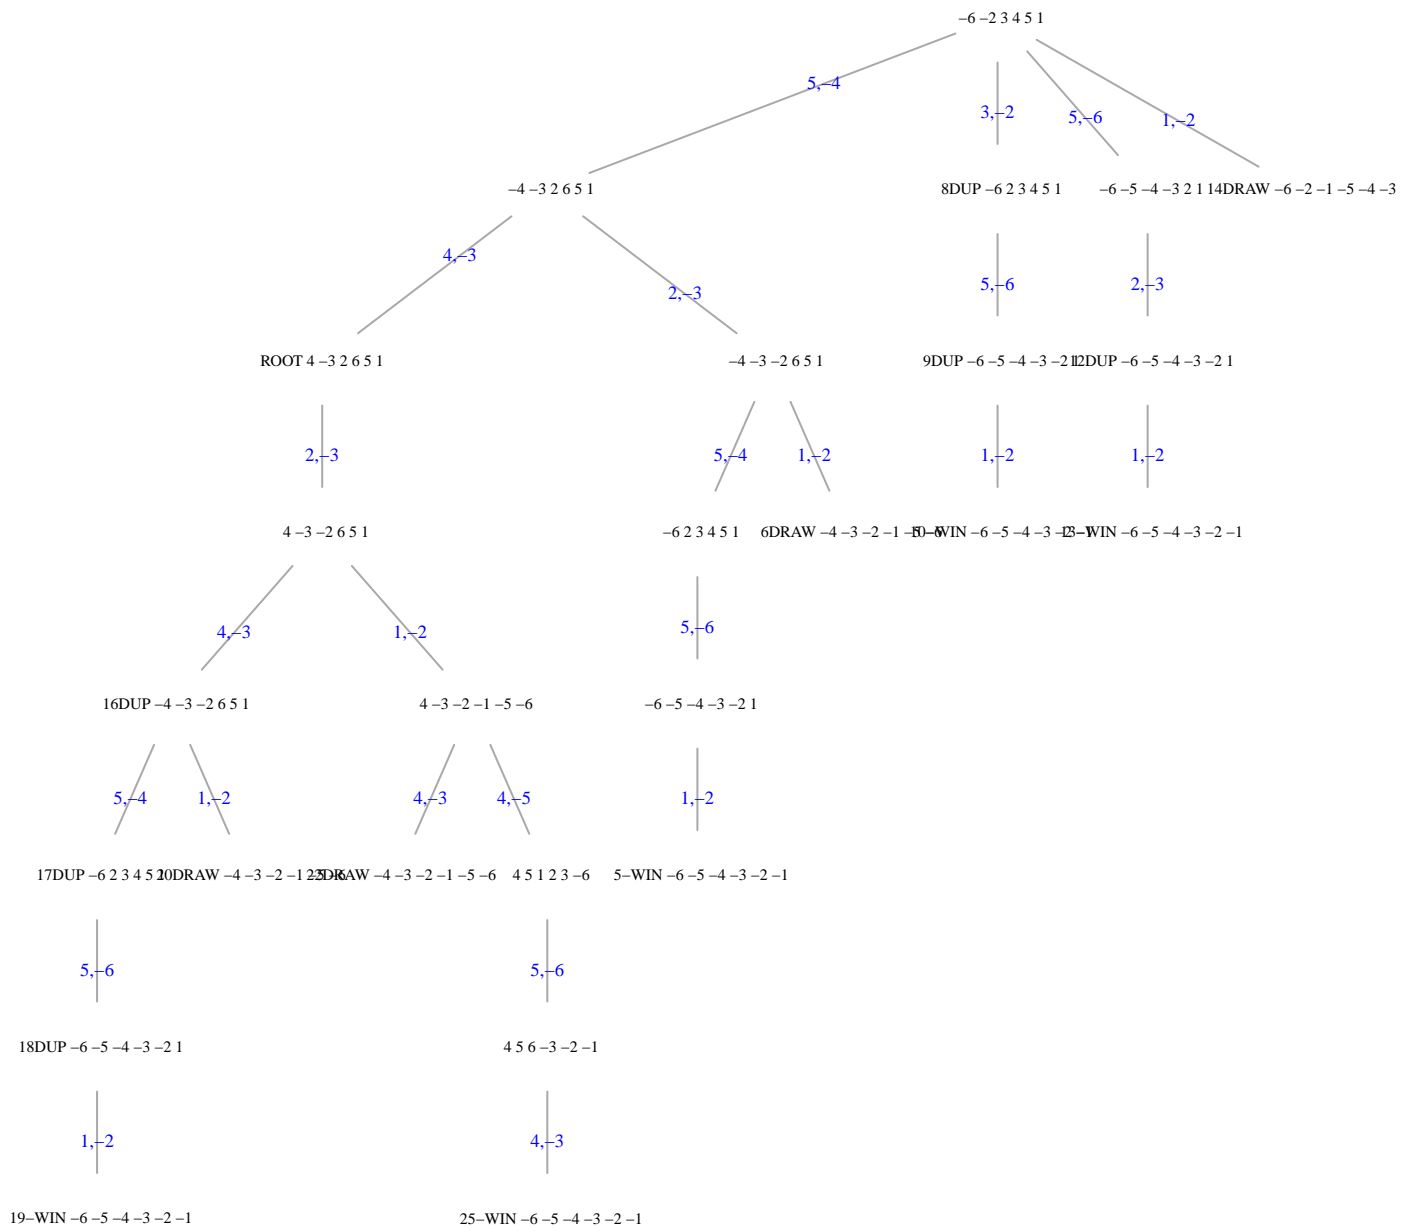 −6 −2 3 4 5 1
5,−4
3,−2
5,−6
1,−2
−4 −3 2 6 5 1
8DUP −6 2 3 4 5 1
−6 −5 −4 −3 2 1
14DRAW −6 −2 −1 −5 −4 −3
4,−3
2,−3
5,−6
2,−3
ROOT 4 −3 2 6 5 1
−4 −3 −2 6 5 1
9DUP −6 −5 −4 −3 −2 1
12DUP −6 −5 −4 −3 −2 1
2,−3
5,−4
1,−2
1,−2
1,−2
4 −3 −2 6 5 1
−6 2 3 4 5 1
6DRAW −4 −3 −2 −1 −5 −6
10−WIN −6 −5 −4 −3 −2 −1
13−WIN −6 −5 −4 −3 −2 −1
4,−3
1,−2
5,−6
16DUP −4 −3 −2 6 5 1
4 −3 −2 −1 −5 −6
−6 −5 −4 −3 −2 1
5,−4
1,−2
4,−3
4,−5
1,−2
17DUP −6 2 3 4 5 1
20DRAW −4 −3 −2 −1 −5 −6
22DRAW −4 −3 −2 −1 −5 −6
4 5 1 2 3 −6
5−WIN −6 −5 −4 −3 −2 −1
5,−6
5,−6
18DUP −6 −5 −4 −3 −2 1
4 5 6 −3 −2 −1
1,−2
4,−3
19−WIN −6 −5 −4 −3 −2 −1
25−WIN −6 −5 −4 −3 −2 −1